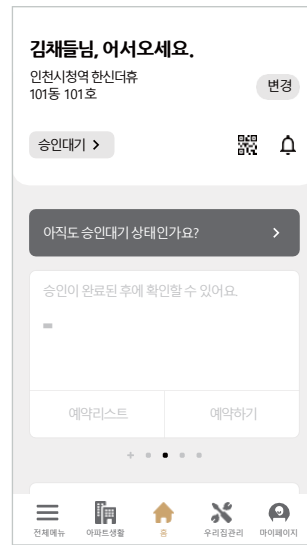 김채들님, 어서오세요.
인천시청역 한신더휴
101동 101호
변경
승인대기 >
아직도 승인대기 상태인가요? >
승인이 완료된 후에 확인할 수 있어요.
예약리스트 예약하기
전체메뉴 아파트생활 홈 우리집관리 마이페이지